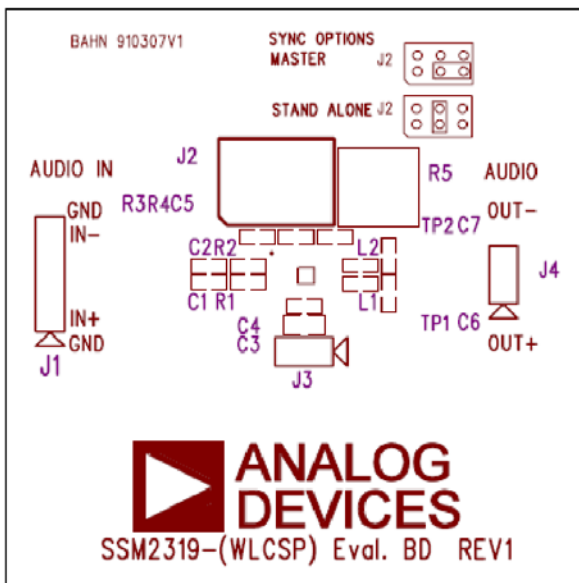 BAHN 910307V1
SYNC OPTIONS
MASTER
J2
STAND ALONE J2
J2
AUDIO IN
R5
AUDIO
R3R4C5
GND
IN-
TP2 C7
OUT-
C2R2
L2
J4
C1 R1
L1
IN+
C4
TP1 C6
GND
C3
OUT+
J1
J3
ANALOG
DEVICES
SSM2319-(WLCSP) Eval. BD REV1